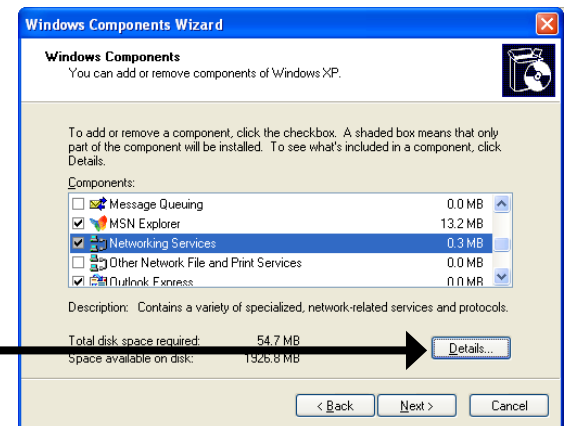 Windows Components Wizard
Windows Components
You can add or remove components of Windows XP.
To add or remove a component, click the checkbox. A shaded box means that only
part of the component will be installed. To see what's included in a component, click
Details.
Components:
Message Queuing 0.0 MB
MSN Explorer 13.2 MB
Networking Services 0.3 MB
Other Network File and Print Services 0.0 MB
Outlook Express 0.0 MB
Description: Contains a variety of specialized, network-related services and protocols.
Total disk space required: 54.7 MB
Space available on disk: 1926.8 MB
Details...
< Back Next > Cancel